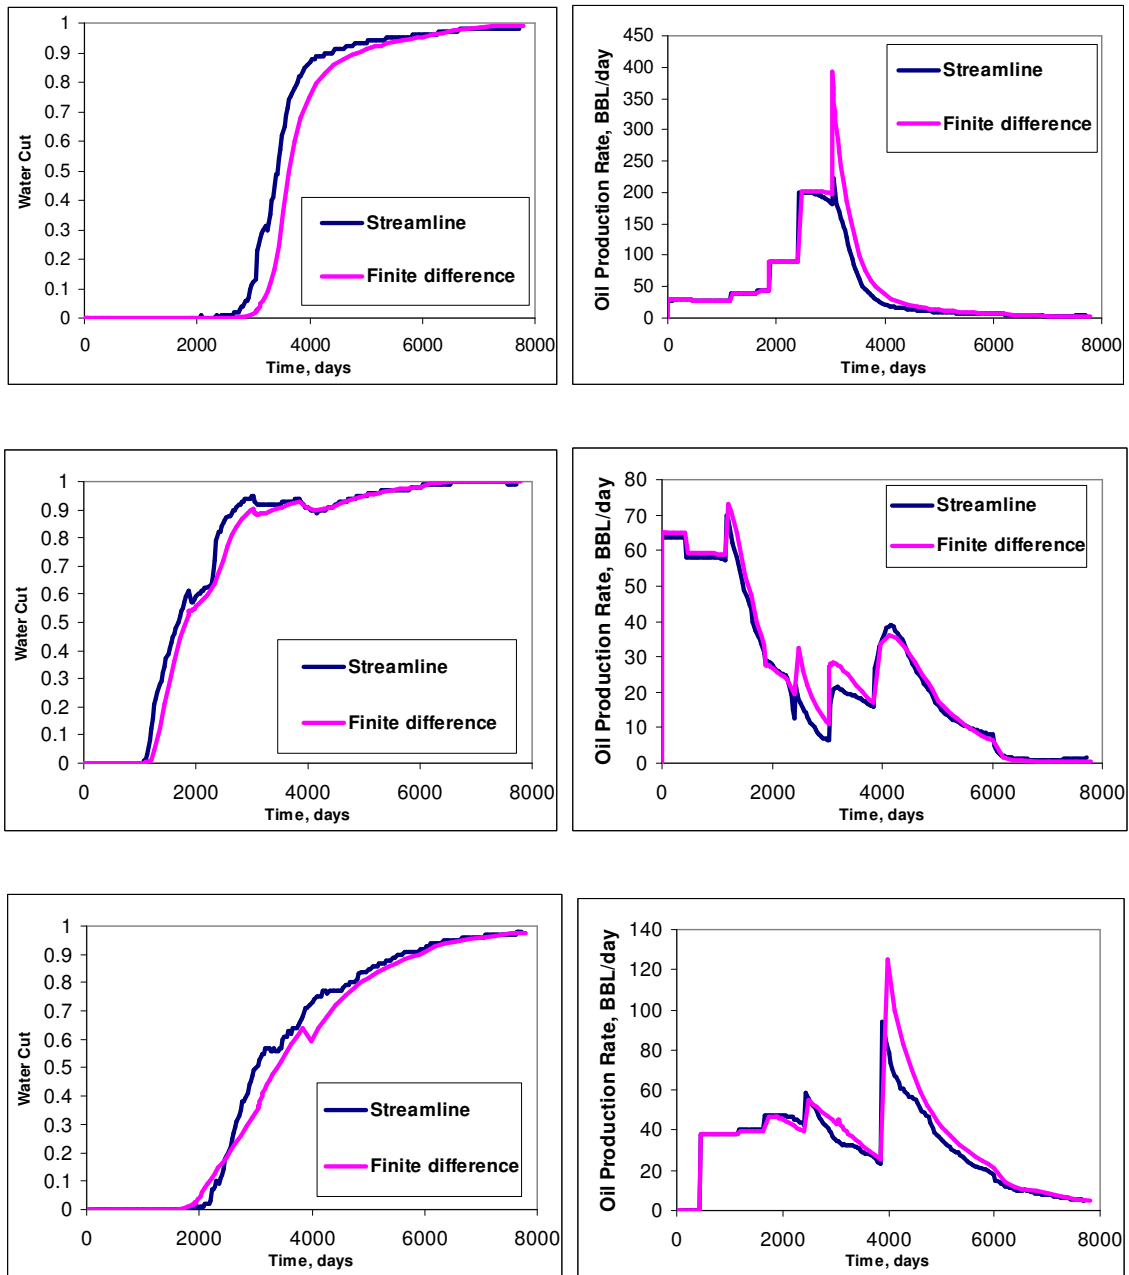 1
0.9
0.8
0.7
0.6
0.5
0.4
0.3
0.2
0.1
0
Water Cut
0 2000 4000 6000 8000
Time, days
Streamline
Finite difference
450
400
350
300
250
200
150
100
50
0
Oil Production Rate, BBL/day
0 2000 4000 6000 8000
Time, days
Streamline
Finite difference
1
0.9
0.8
0.7
0.6
0.5
0.4
0.3
0.2
0.1
0
Water Cut
0 2000 4000 6000 8000
Time, days
Streamline
Finite difference
80
70
60
50
40
30
20
10
0
Oil Production Rate, BBL/day
0 2000 4000 6000 8000
Time, days
Streamline
Finite difference
1
0.9
0.8
0.7
0.6
0.5
0.4
0.3
0.2
0.1
0
Water Cut
0 2000 4000 6000 8000
Time, days
Streamline
Finite difference
140
120
100
80
60
40
20
0
Oil Production Rate, BBL/day
0 2000 4000 6000 8000
Time, days
Streamline
Finite difference